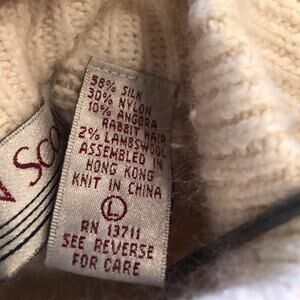 58% SILK
30% NYLON
10% ANGORA
RABBIT HAIR
2% LAMBSWOOL
ASSEMBLED IN
HONG KONG
KNIT IN CHINA
L
RN 13711
SEE REVERSE
FOR CARE